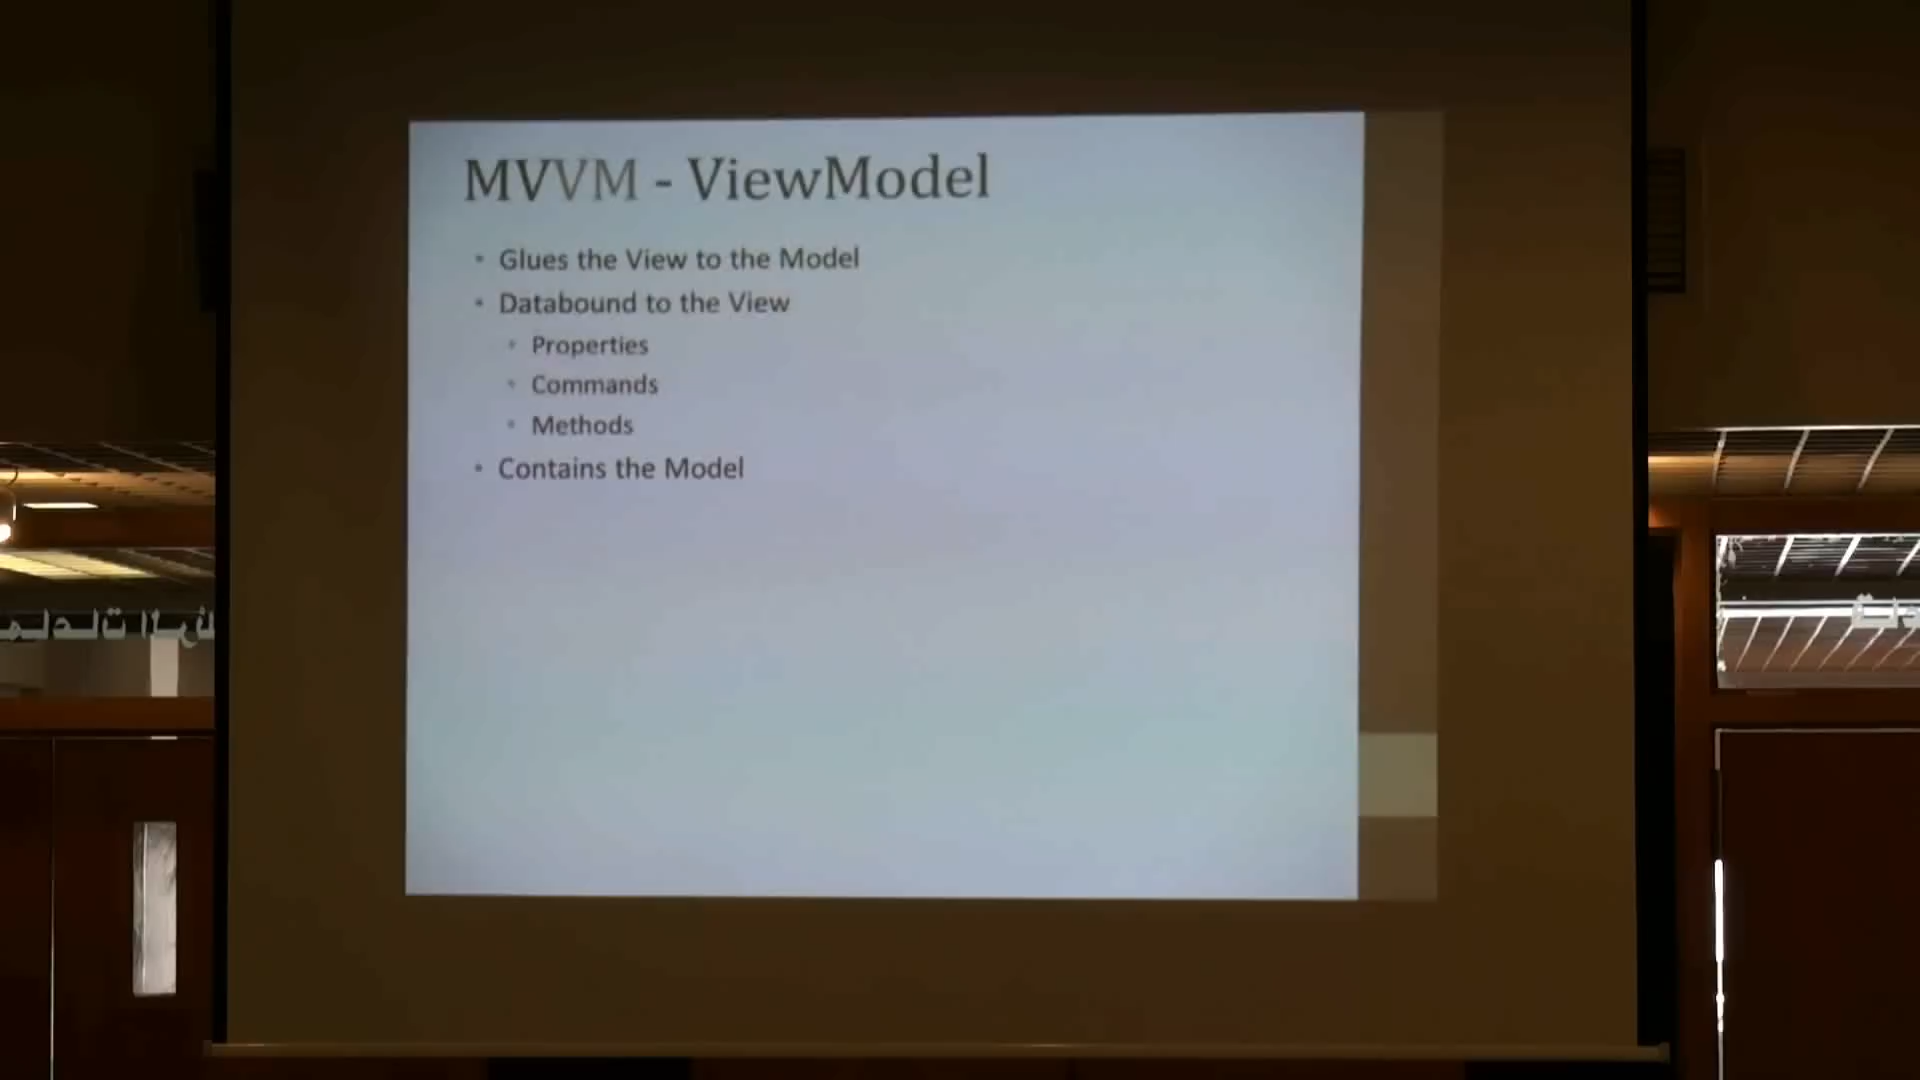 MVVM - ViewModel
• Glues the View to the Model
• Databound to the View
• Properties
• Commands
• Methods
• Contains the Model